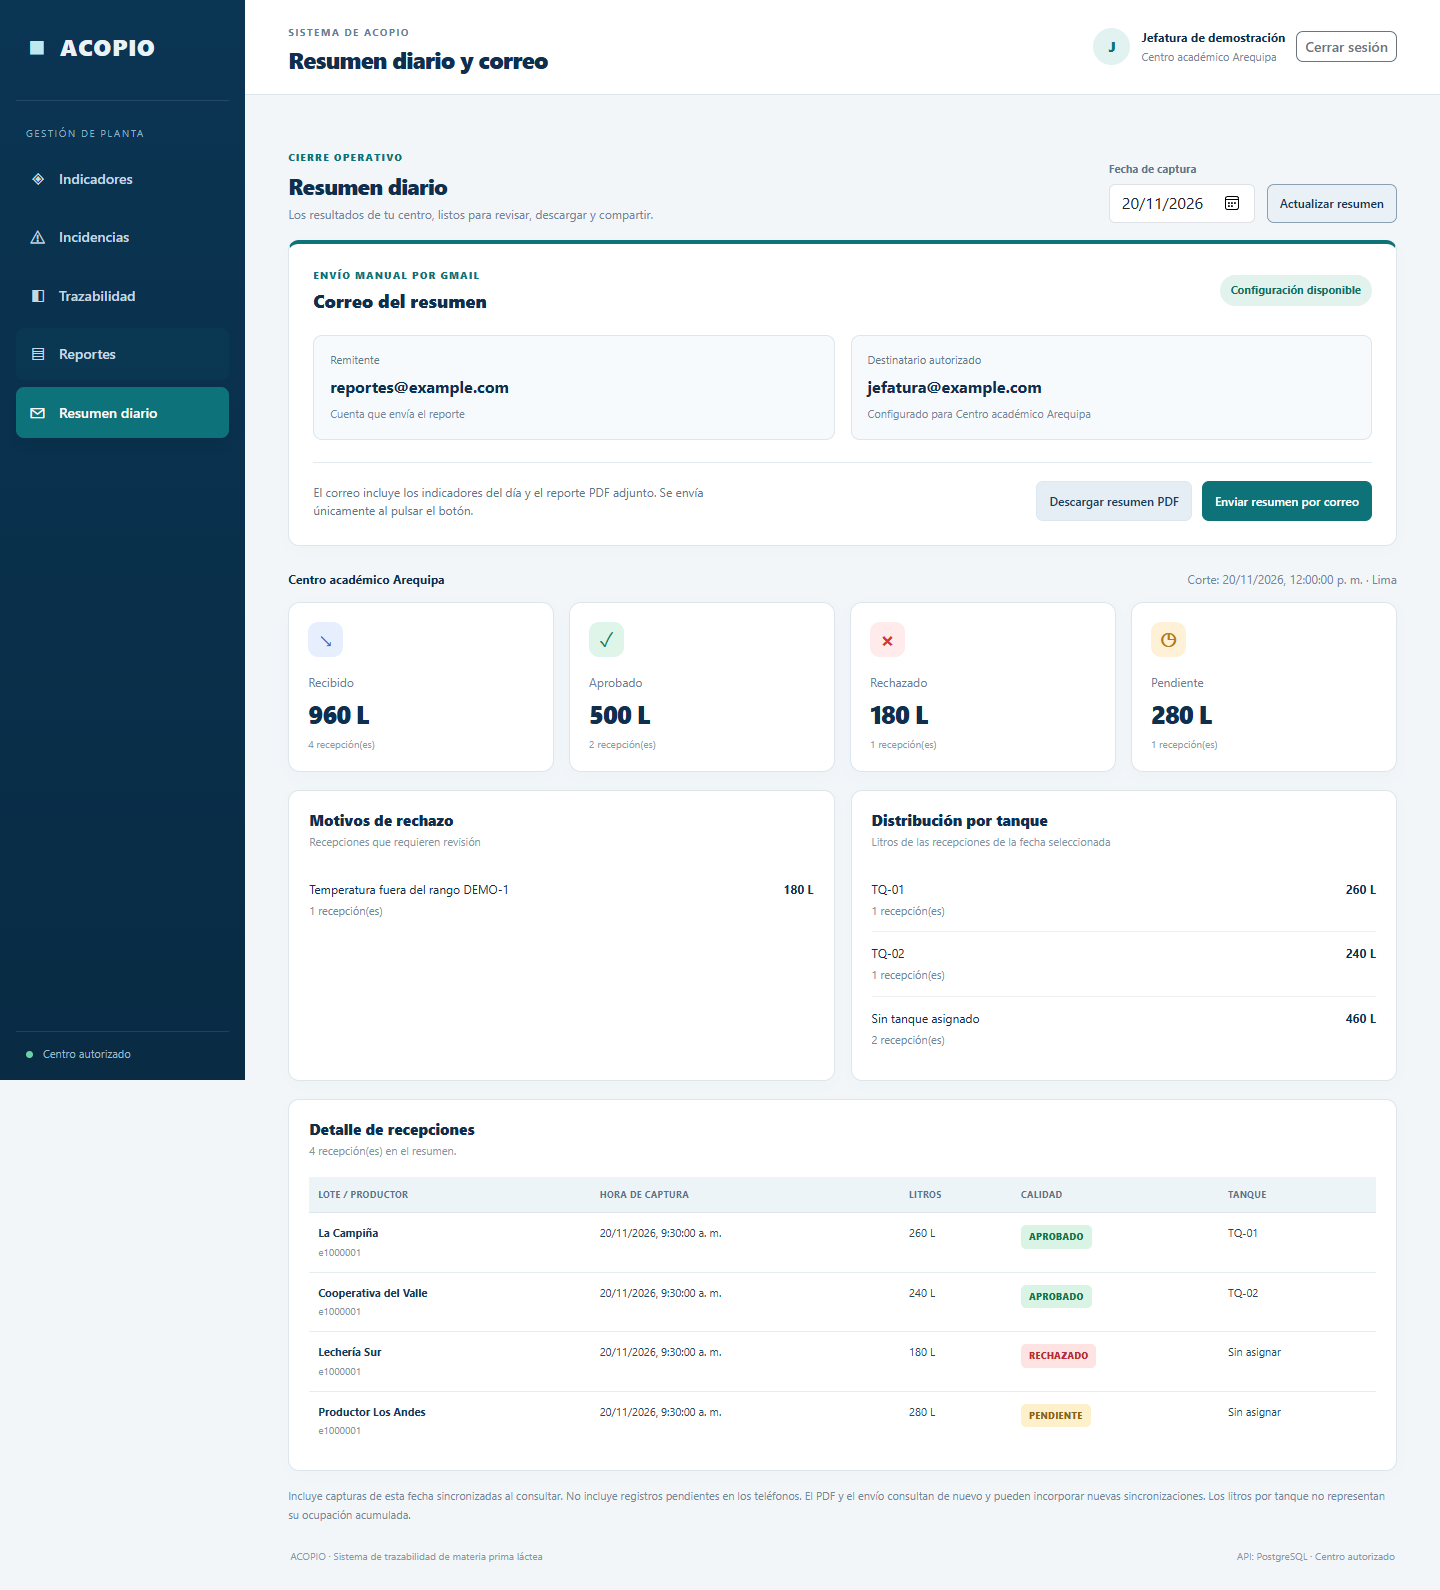 ACOPIO
GESTIÓN DE PLANTA
Indicadores
Incidencias
Trazabilidad
Reportes
Resumen diario
Centro autorizado
SISTEMA DE ACOPIO
Resumen diario y correo
J
Jefatura de demostración
Centro académico Arequipa
Cerrar sesión
CIERRE OPERATIVO
Resumen diario
Los resultados de tu centro, listos para revisar, descargar y compartir.
Fecha de captura
20/11/2026
Actualizar resumen
ENVÍO MANUAL POR GMAIL
Correo del resumen
Configuración disponible
Remitente
reportes@example.com
Cuenta que envía el reporte
Destinatario autorizado
jefatura@example.com
Configurado para Centro académico Arequipa
El correo incluye los indicadores del día y el reporte PDF adjunto. Se envía
únicamente al pulsar el botón.
Descargar resumen PDF
Enviar resumen por correo
Centro académico Arequipa
Corte: 20/11/2026, 12:00:00 p. m. · Lima
Recibido
960 L
4 recepción(es)
Aprobado
500 L
2 recepción(es)
Rechazado
180 L
1 recepción(es)
Pendiente
280 L
1 recepción(es)
Motivos de rechazo
Recepciones que requieren revisión
Temperatura fuera del rango DEMO-1 180 L
1 recepción(es)
Distribución por tanque
Litros de las recepciones de la fecha seleccionada
TQ-01 260 L
1 recepción(es)
TQ-02 240 L
1 recepción(es)
Sin tanque asignado 460 L
2 recepción(es)
Detalle de recepciones
4 recepción(es) en el resumen.
LOTE / PRODUCTOR HORA DE CAPTURA LITROS CALIDAD TANQUE
La Campiña 20/11/2026, 9:30:00 a. m. 260 L APROBADO TQ-01
e1000001
Cooperativa del Valle 20/11/2026, 9:30:00 a. m. 240 L APROBADO TQ-02
e1000001
Lechería Sur 20/11/2026, 9:30:00 a. m. 180 L RECHAZADO Sin asignar
e1000001
Productor Los Andes 20/11/2026, 9:30:00 a. m. 280 L PENDIENTE Sin asignar
e1000001
Incluye capturas de esta fecha sincronizadas al consultar. No incluye registros pendientes en los teléfonos. El PDF y el envío consultan de nuevo y pueden incorporar nuevas sincronizaciones. Los litros por tanque no representan
su ocupación acumulada.
ACOPIO · Sistema de trazabilidad de materia prima láctea
API: PostgreSQL · Centro autorizado